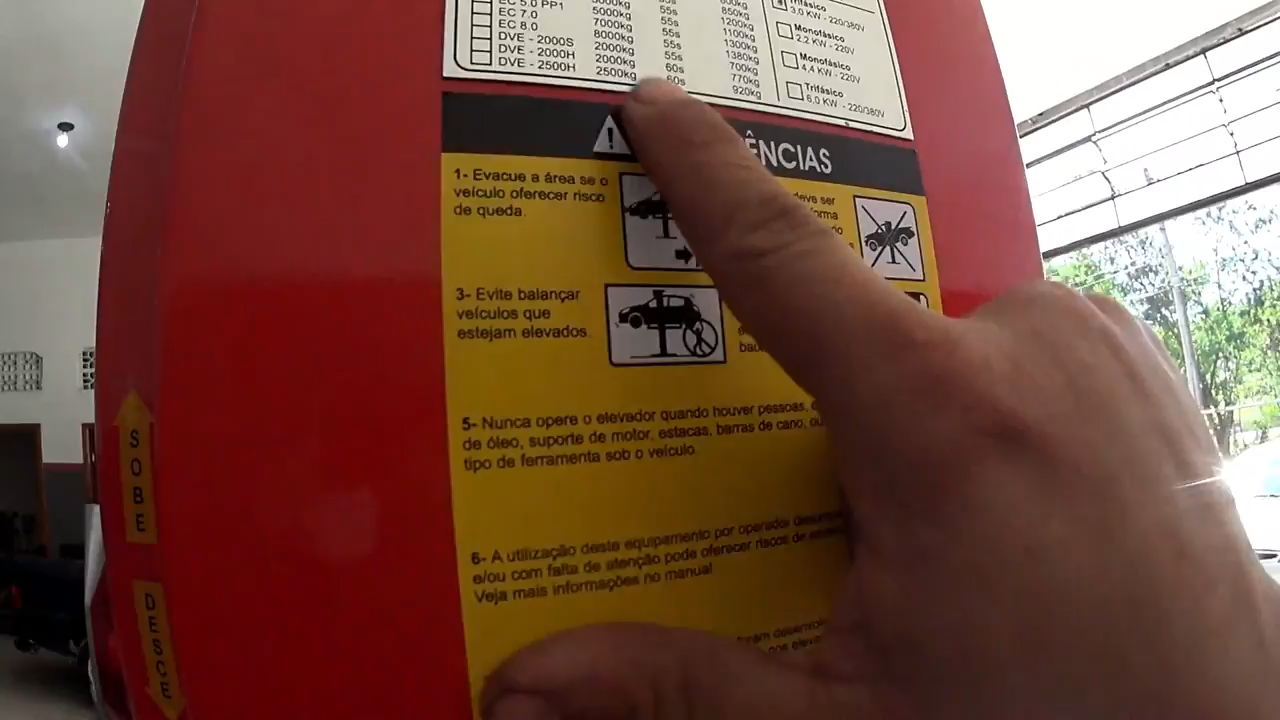 EC 5.0 PP1 5000kg 55s 850kg
EC 7.0 7000kg 55s 1200kg
EC 8.0 8000kg 55s 1100kg
DVE - 2000S 2000kg 55s 1300kg
DVE - 2000H 2000kg 60s 1380kg
DVE - 2500H 2500kg 60s 700kg
770kg
920kg
Trifásico
3,0 KW - 220/380V
Monofásico
2,2 KW - 220V
Monofásico
4,4 KW - 220V
Trifásico
6,0 KW - 220/380V
ÊNCIAS
1- Evacue a área se o
veículo oferecer risco
de queda.
deve ser
3- Evite balançar
veículos que
estejam elevados.
5- Nunca opere o elevador quando houver pessoas,
de óleo, suporte de motor, estacas, barras de cano, ou
tipo de ferramenta sob o veículo.
6- A utilização deste equipamento por operador
e/ou com falta de atenção pode oferecer riscos de
Veja mais informações no manual
SOBE
DESCE